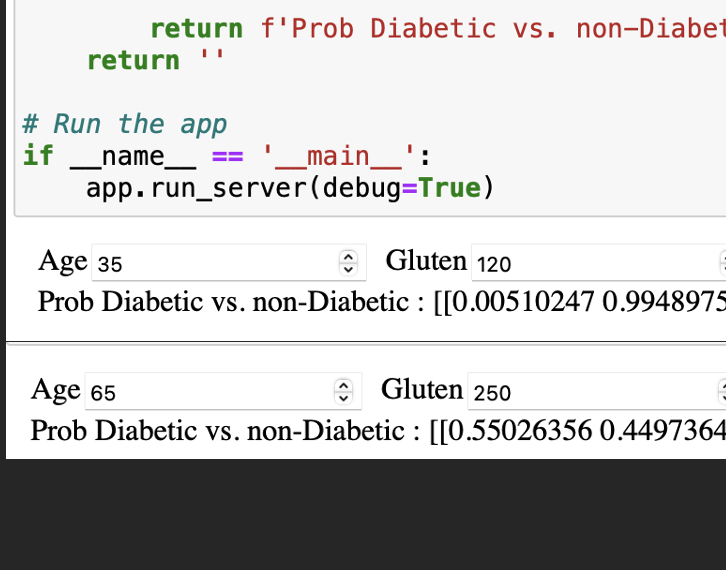 return f'Prob Diabetic vs. non-Diabet
return ''
# Run the app
if __name__ == '__main__':
app.run_server(debug=True)
Age 35 Gluten 120
Prob Diabetic vs. non-Diabetic : [[0.00510247 0.9948975
Age 65 Gluten 250
Prob Diabetic vs. non-Diabetic : [[0.55026356 0.4497364